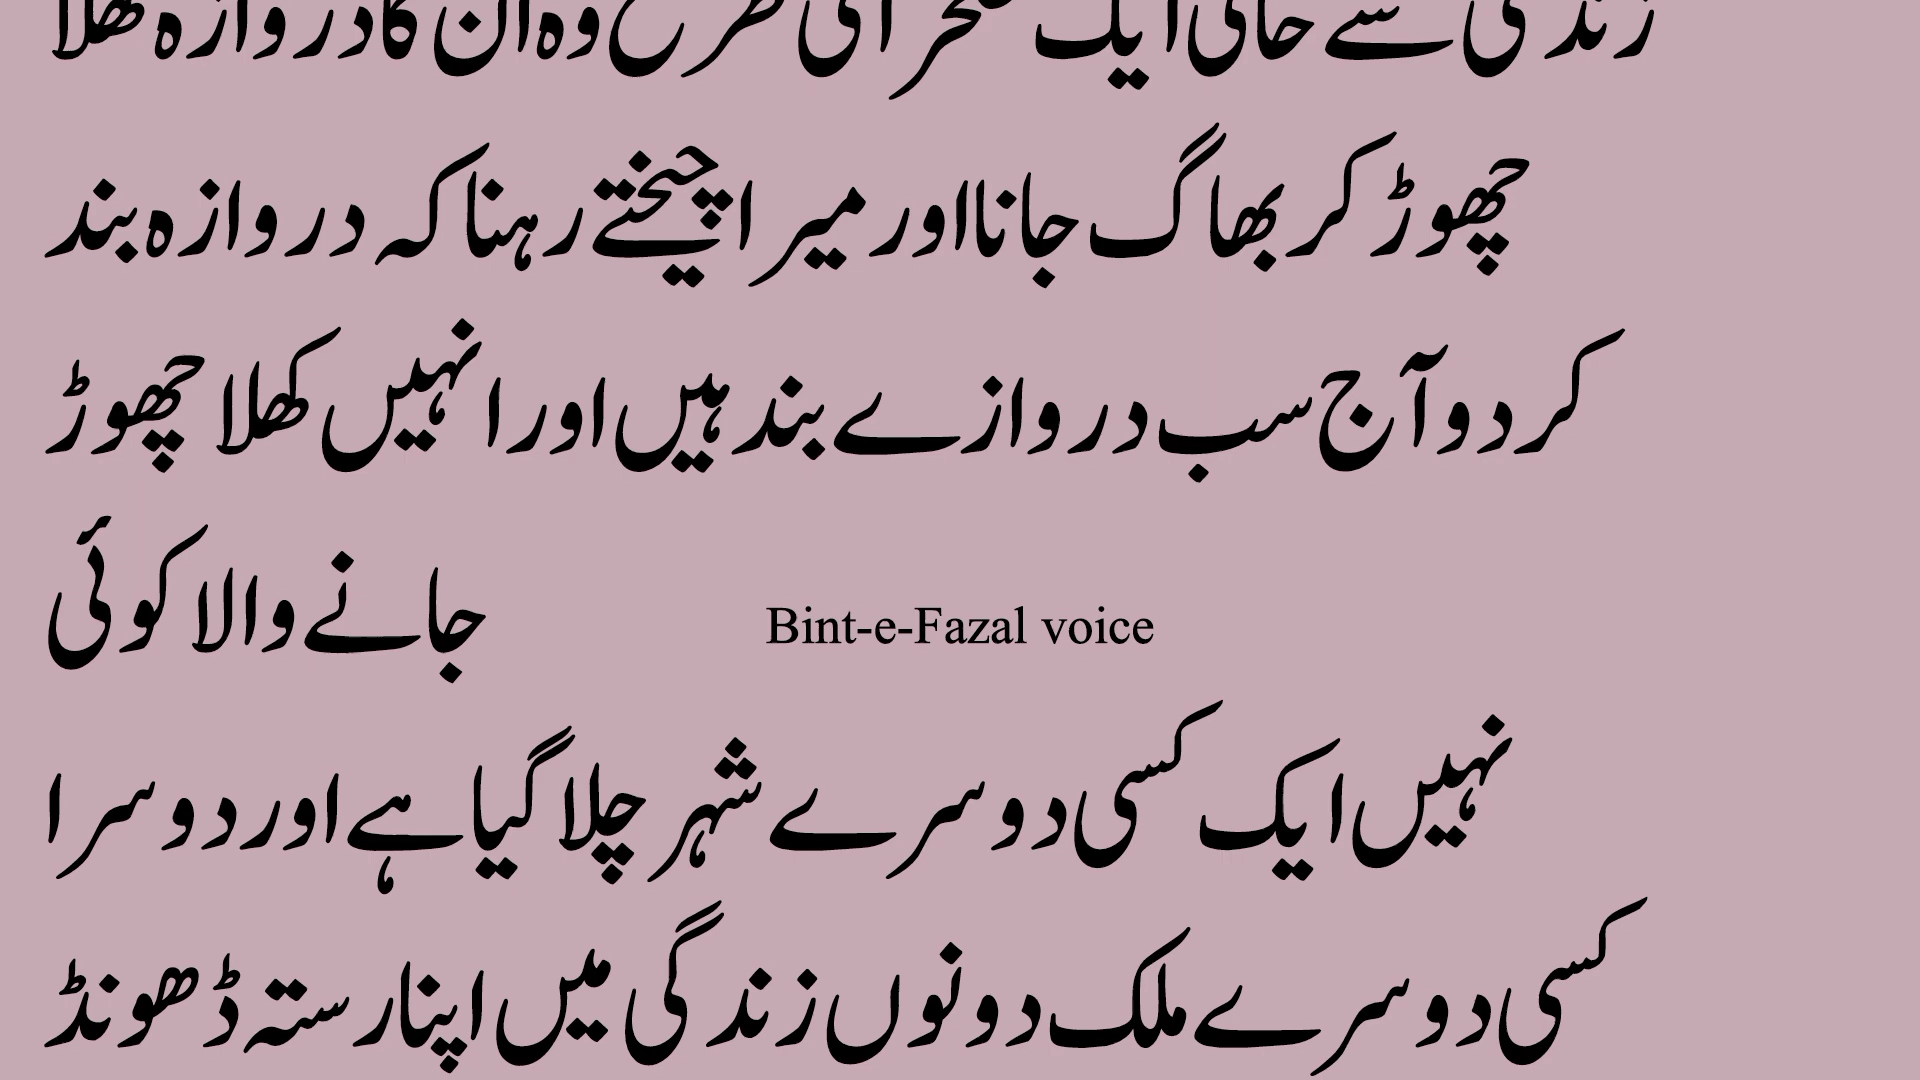 زندگی سے خالی ایک کی طرح وہ ان کا دروازہ کھلا
چھوڑ کر بھاگ جانا اور میرا چیختے رہنا کہ دروازہ بند
کر دو آج سب دروازے بند ہیں اور انہیں کھلا چھوڑ
جانے والا کوئی
Bint-e-Fazal voice
نہیں ایک کسی دوسرے شہر چلا گیا ہے اور دوسرا
کسی دوسرے ملک دونوں زندگی میں اپنا رستہ ڈھونڈ